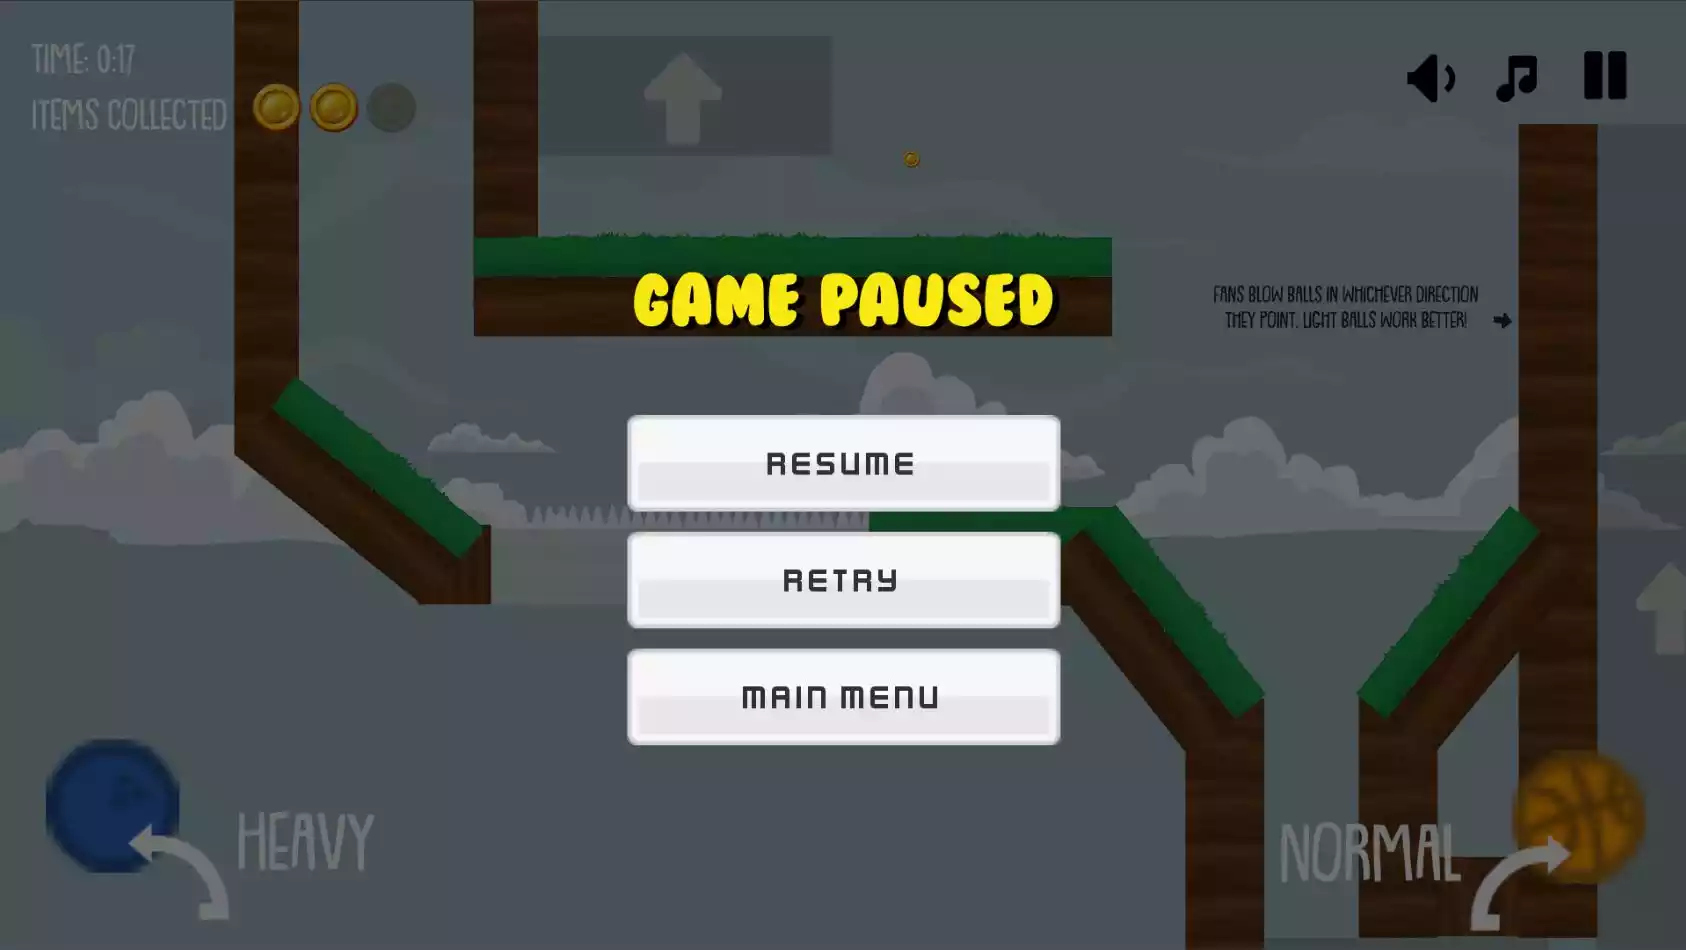 TIME: 0:17
ITEMS COLLECTED
FANS BLOW BALLS IN WHICHEVER DIRECTION
THEY POINT. LIGHT BALLS WORK BETTER!
GAME PAUSED
RESUME
RETRY
MAIN MENU
HEAVY
NORMAL